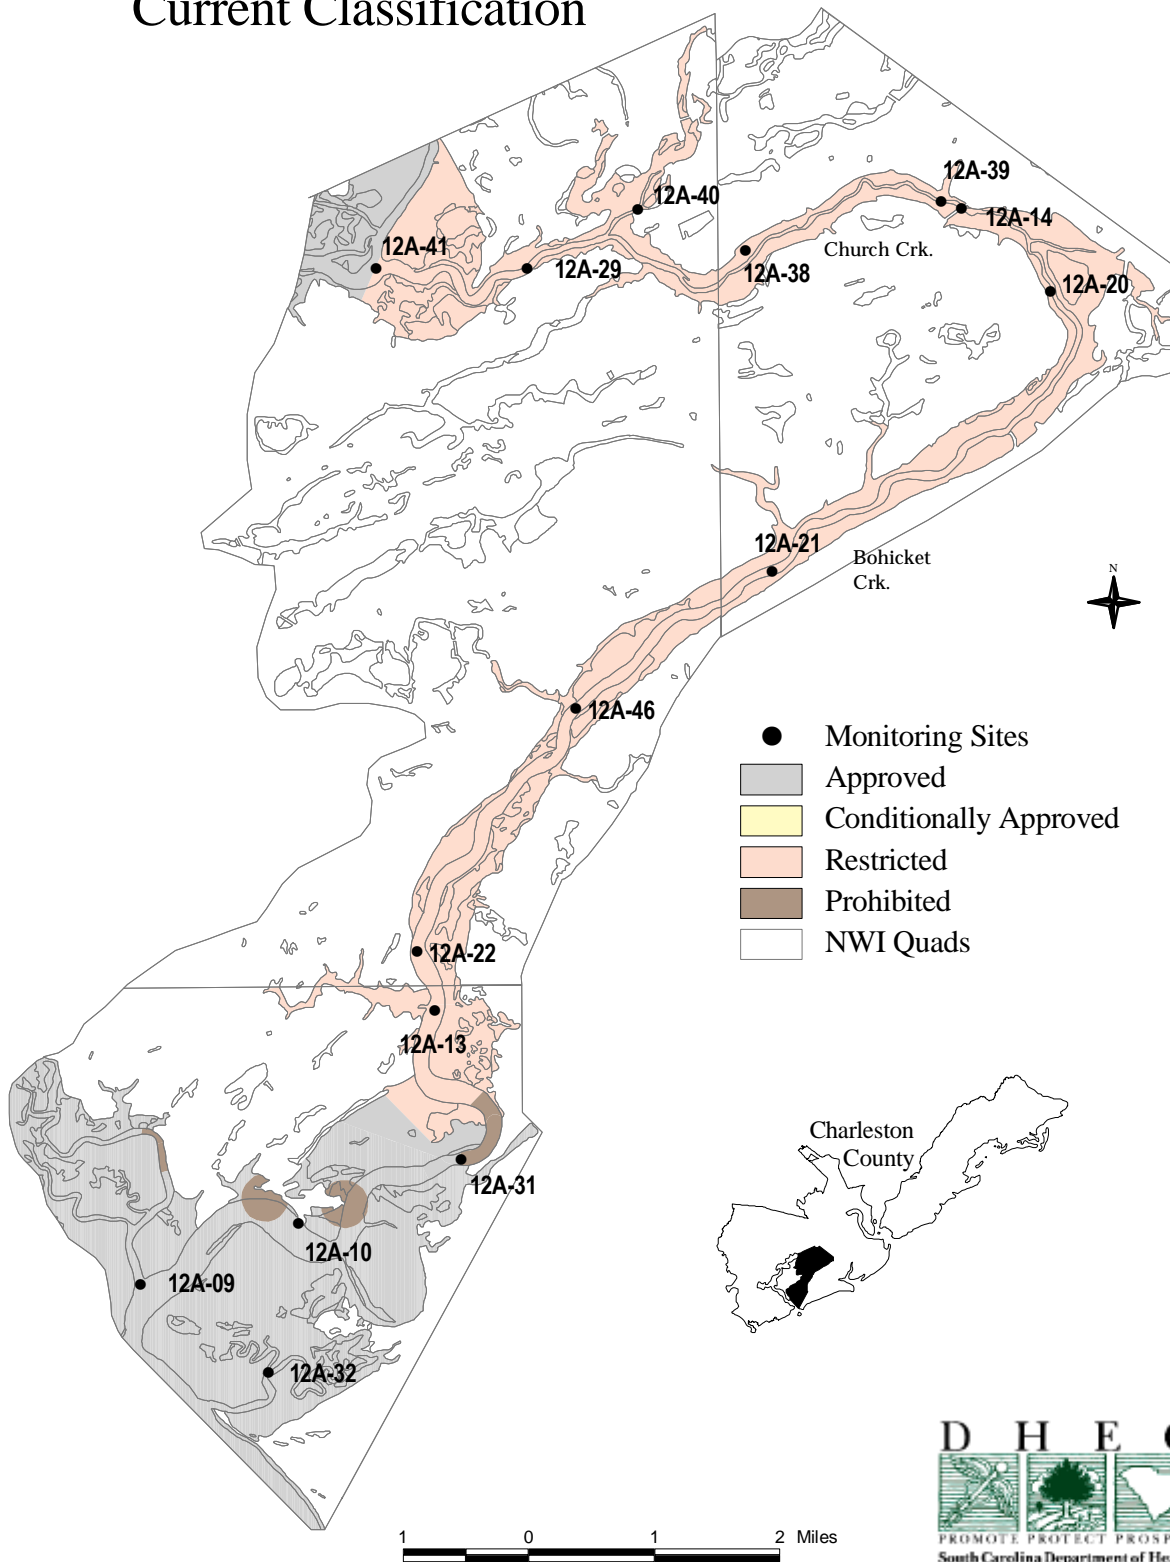 Current Classification
12A-39
12A-40
12A-14
12A-41
Church Crk.
12A-29
12A-38
12A-20
12A-21
Bohicket
Crk.
N
12A-46
Monitoring Sites
Approved
Conditionally Approved
Restricted
Prohibited
NWI Quads
12A-22
12A-13
Charleston
County
12A-31
12A-10
12A-09
12A-32
D H E C
PROMOTE PROTECT PROSP
South Carolina Department of He
1 0 1 2 Miles